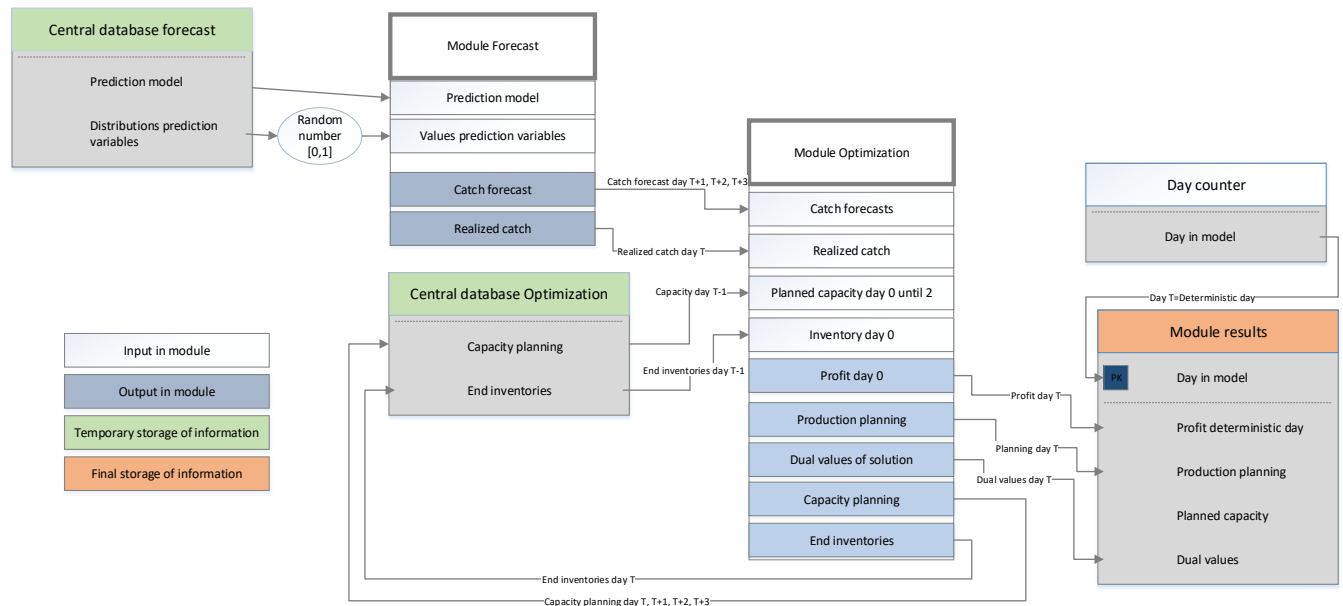 Central database forecast
Prediction model
Distributions prediction
variables
Random
number
[0,1]
Module Forecast
Prediction model
Values prediction variables
Catch forecast
Realized catch
Catch forecast day T+1, T+2, T+3
Realized catch day T
Module Optimization
Catch forecasts
Realized catch
Planned capacity day 0 until 2
Inventory day 0
Profit day 0
Production planning
Dual values of solution
Capacity planning
End inventories
Central database Optimization
Capacity planning
End inventories
Capacity day T-1
End inventories day T-1
Input in module
Output in module
Temporary storage of information
Final storage of information
Day counter
Day in model
Day T=Deterministic day
Module results
PK
Day in model
Profit deterministic day
Production planning
Planned capacity
Dual values
Profit day T
Planning day T
Dual values day T
End inventories day T
Capacity planning day T, T+1, T+2, T+3